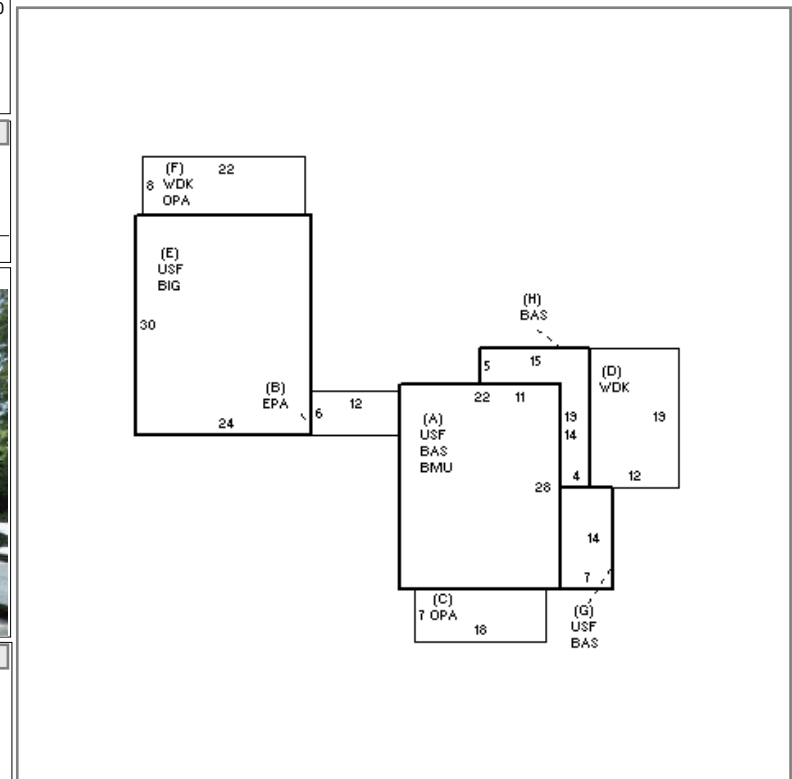 (F) 22
8 WDK
OPA
(E)
USF
BIG
30
(B)
EPA
24
6 12
(H)
BAS
5 15
(D)
WDK
22 11
(A)
USF
BAS
BMU
19
14
19
4
12
28
14
7
(C)
7 OPA
18
(G)
USF
BAS